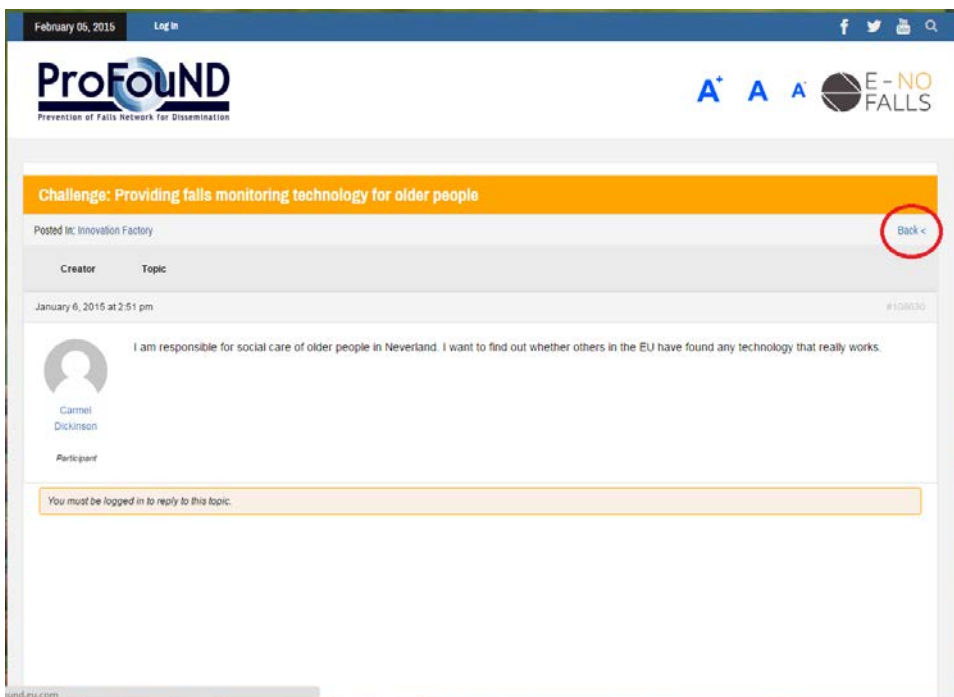 February 05, 2015 Log In
ProFouND
Prevention of Falls Network for Dissemination
A+ A A- E-NO
FALLS
Challenge: Providing falls monitoring technology for older people
Posted In: Innovation Factory Back <
Creator Topic
January 6, 2015 at 2:51 pm #108630
I am responsible for social care of older people in Neverland. I want to find out whether others in the EU have found any technology that really works.
Carmel
Dickinson
Participant
You must be logged in to reply to this topic.